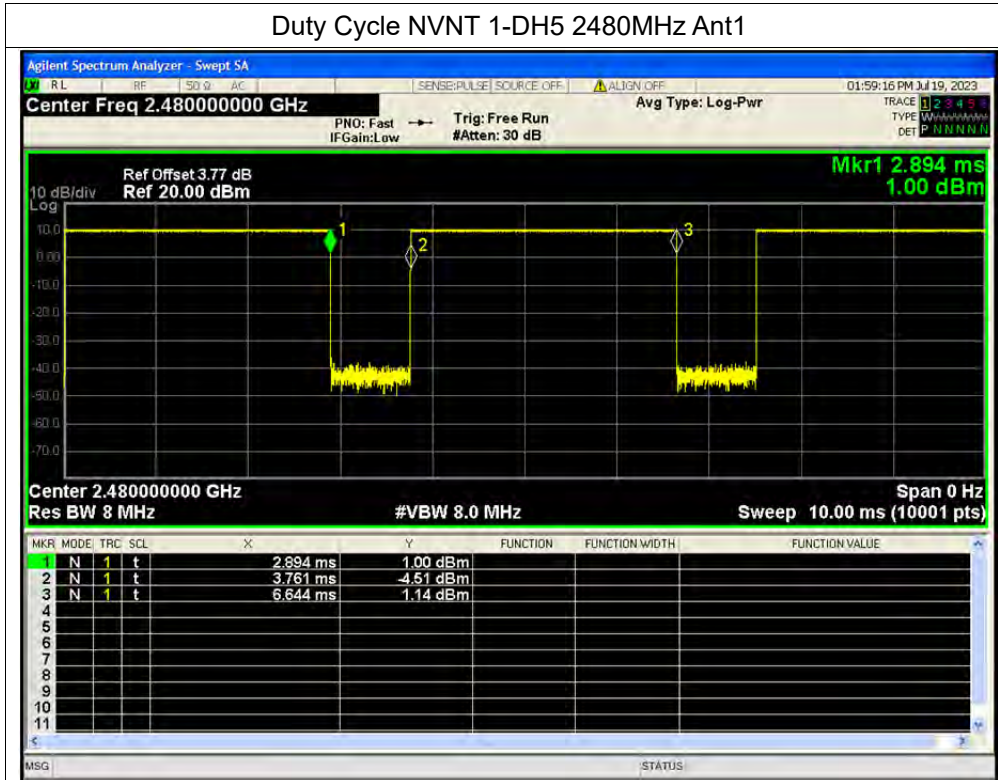 Duty Cycle NVNT 1-DH5 2480MHz Ant1
Agilent Spectrum Analyzer - Swept SA
LXI RL RF 50 Ω AC SENSE:PULSE SOURCE OFF ALIGN OFF 01:59:16 PM Jul 19, 2023
Center Freq 2.480000000 GHz Avg Type: Log-Pwr TRACE 1 2 3 4 5 6
PNO: Fast Trig: Free Run TYPE W
IFGain:Low #Atten: 30 dB DET P N N N N N
Mkr1 2.894 ms
Ref Offset 3.77 dB
10 dB/div Ref 20.00 dBm 1.00 dBm
Log
10.0
0.00
-10.0
-20.0
-30.0
-40.0
-50.0
-60.0
-70.0
1
2
3
Center 2.480000000 GHz Span 0 Hz
Res BW 8 MHz #VBW 8.0 MHz Sweep 10.00 ms (10001 pts)
MKR MODE TRC SCL X Y FUNCTION FUNCTION WIDTH FUNCTION VALUE
1 N 1 t 2.894 ms 1.00 dBm
2 N 1 t 3.761 ms -4.51 dBm
3 N 1 t 6.644 ms 1.14 dBm
4
5
6
7
8
9
10
11
MSG STATUS